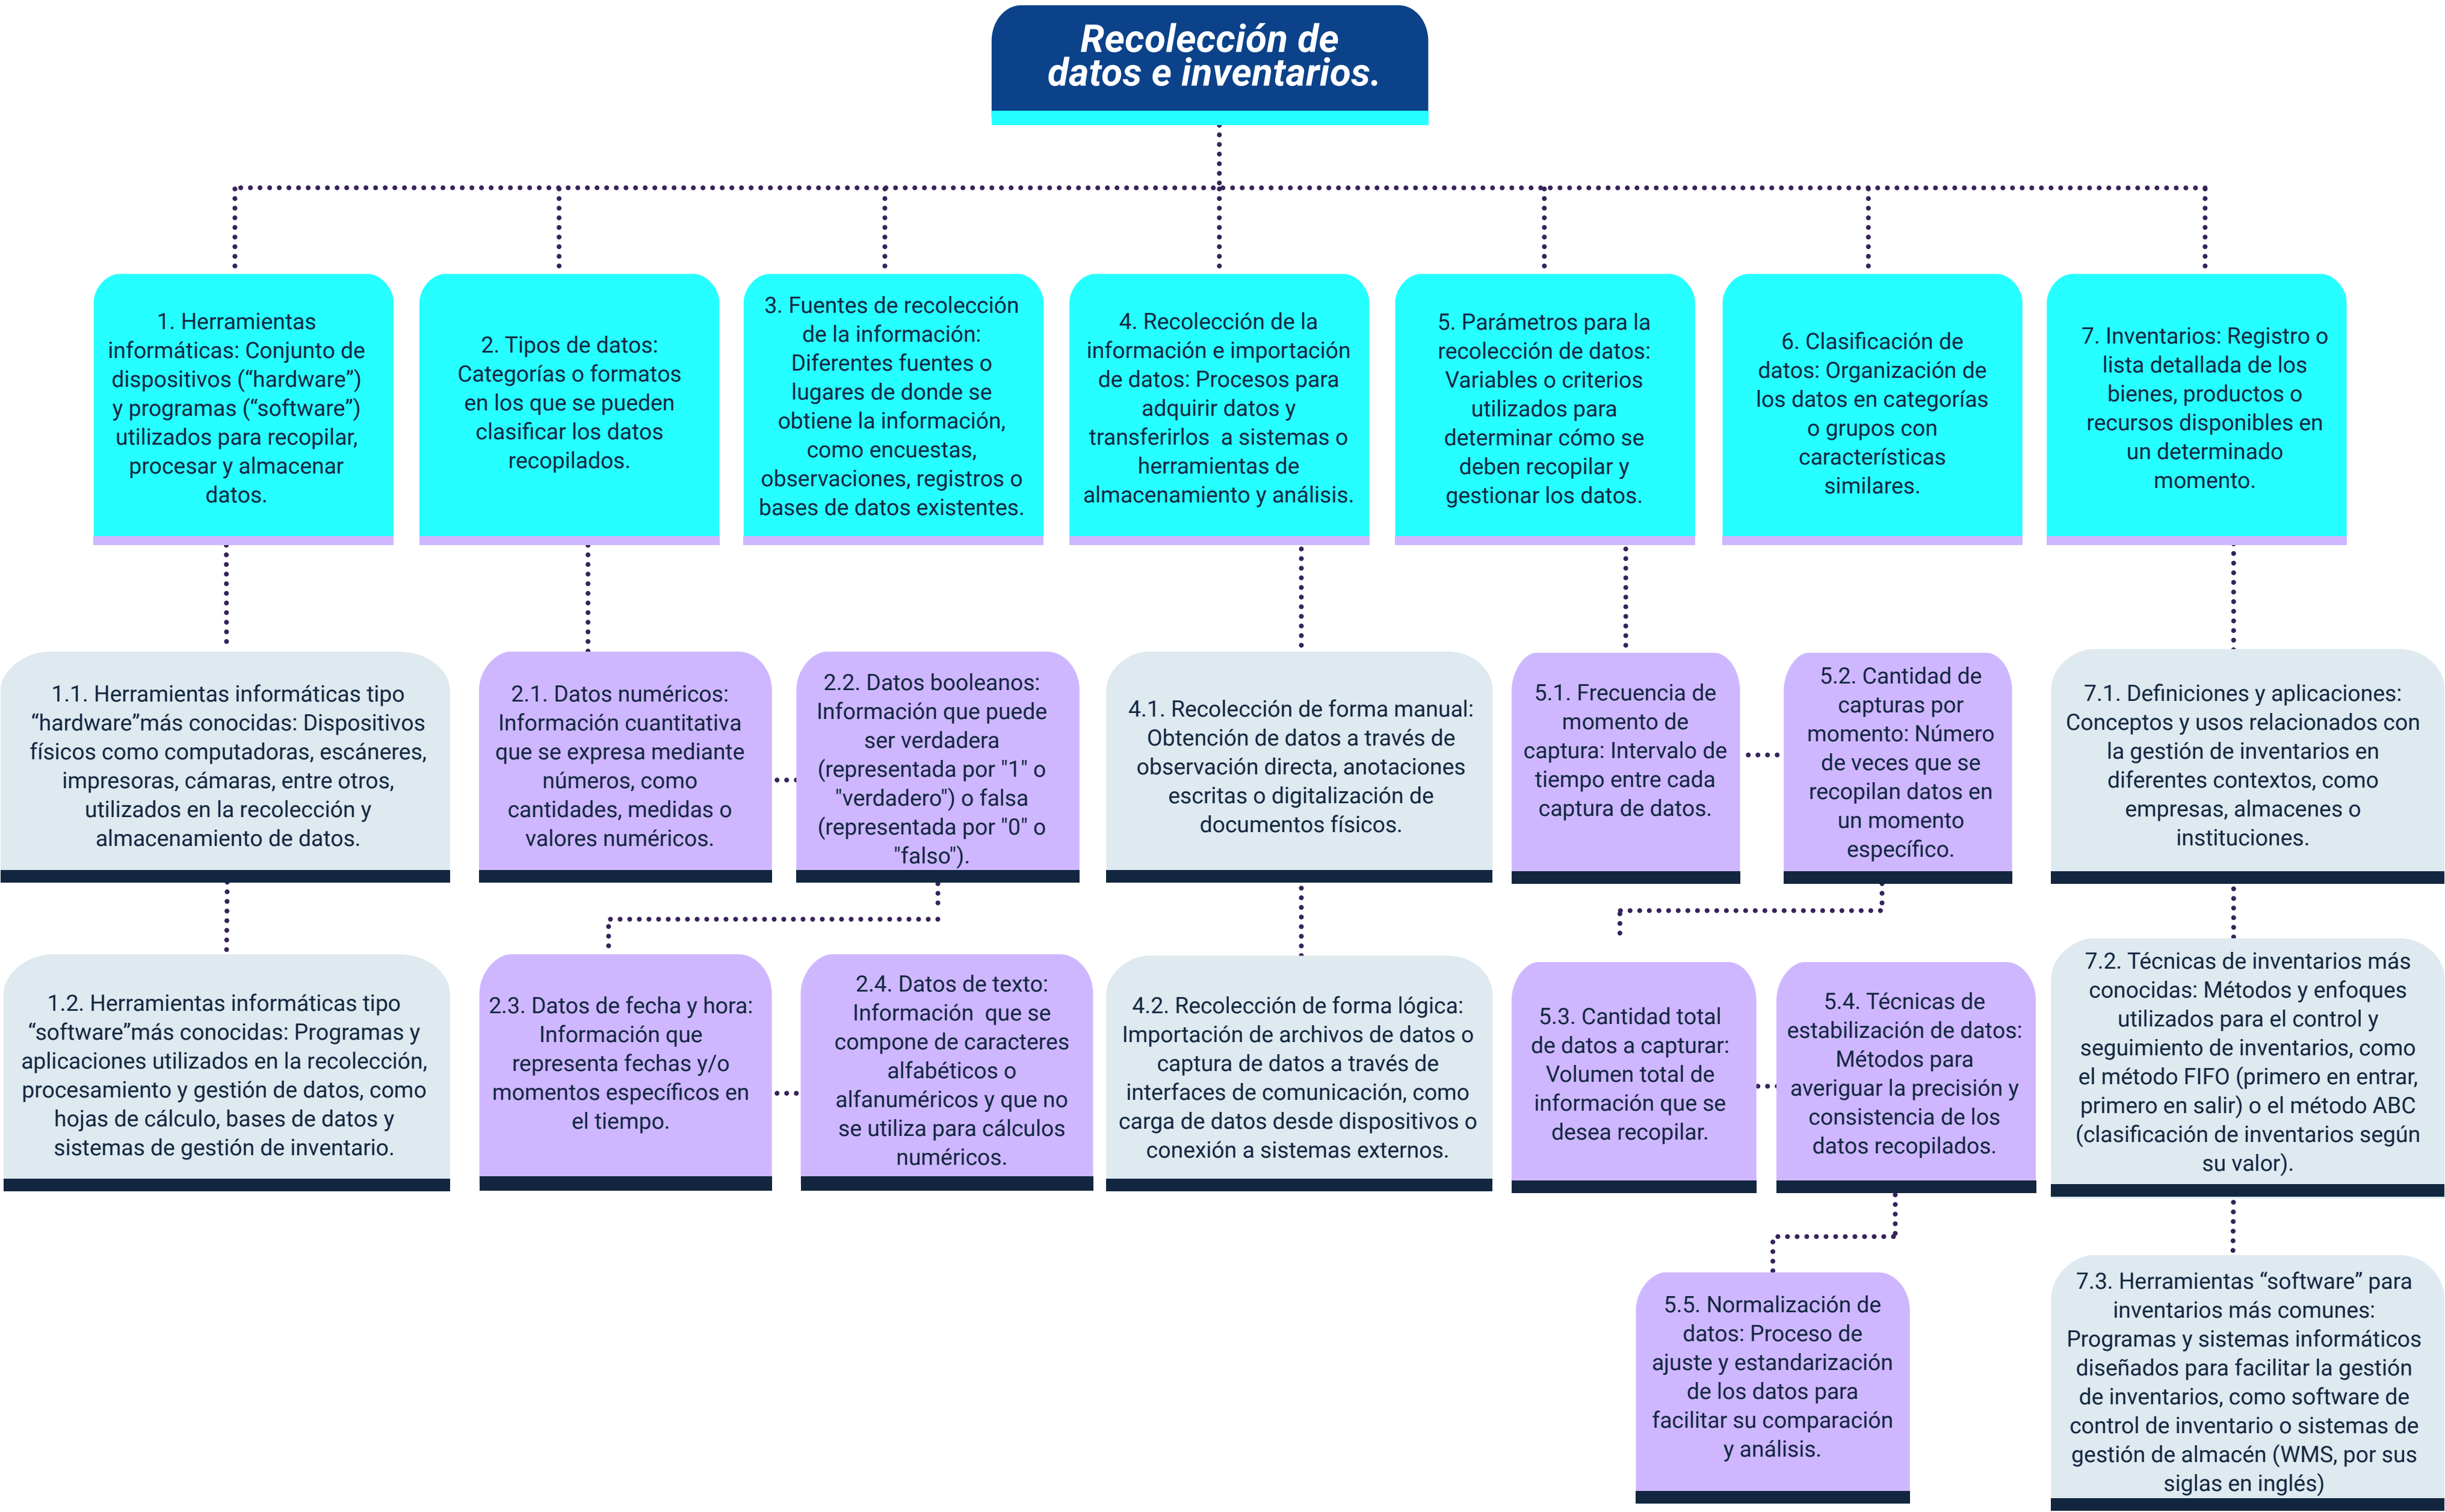 Recolección de
datos e inventarios.
1. Herramientas
informáticas: Conjunto de
dispositivos (“hardware”)
y programas (“software”)
utilizados para recopilar,
procesar y almacenar
datos.
2. Tipos de datos:
Categorías o formatos
en los que se pueden
clasificar los datos
recopilados.
3. Fuentes de recolección
de la información:
Diferentes fuentes o
lugares de donde se
obtiene la información,
como encuestas,
observaciones, registros o
bases de datos existentes.
4. Recolección de la
información e importación
de datos: Procesos para
adquirir datos y
transferirlos  a sistemas o
herramientas de
almacenamiento y análisis.
5. Parámetros para la
recolección de datos:
Variables o criterios
utilizados para
determinar cómo se
deben recopilar y
gestionar los datos.
6. Clasificación de
datos: Organización de
los datos en categorías
o grupos con
características
similares.
7. Inventarios: Registro o
lista detallada de los
bienes, productos o
recursos disponibles en
un determinado
momento.
1.1. Herramientas informáticas tipo
“hardware”más conocidas: Dispositivos
físicos como computadoras, escáneres,
impresoras, cámaras, entre otros,
utilizados en la recolección y
almacenamiento de datos.
2.1. Datos numéricos:
Información cuantitativa
que se expresa mediante
números, como
cantidades, medidas o
valores numéricos.
2.2. Datos booleanos:
Información que puede
ser verdadera
(representada por "1" o
"verdadero") o falsa
(representada por "0" o
"falso").
4.1. Recolección de forma manual:
Obtención de datos a través de
observación directa, anotaciones
escritas o digitalización de
documentos físicos.
5.1. Frecuencia de
momento de
captura: Intervalo de
tiempo entre cada
captura de datos.
5.2. Cantidad de
capturas por
momento: Número
de veces que se
recopilan datos en
un momento
específico.
7.1. Definiciones y aplicaciones:
Conceptos y usos relacionados con
la gestión de inventarios en
diferentes contextos, como
empresas, almacenes o
instituciones.
1.2. Herramientas informáticas tipo
“software”más conocidas: Programas y
aplicaciones utilizados en la recolección,
procesamiento y gestión de datos, como
hojas de cálculo, bases de datos y
sistemas de gestión de inventario.
2.3. Datos de fecha y hora:
Información que
representa fechas y/o
momentos específicos en
el tiempo.
2.4. Datos de texto:
Información  que se
compone de caracteres
alfabéticos o
alfanuméricos y que no
se utiliza para cálculos
numéricos.
4.2. Recolección de forma lógica:
Importación de archivos de datos o
captura de datos a través de
interfaces de comunicación, como
carga de datos desde dispositivos o
conexión a sistemas externos.
5.3. Cantidad total
de datos a capturar:
Volumen total de
información que se
desea recopilar.
5.4. Técnicas de
estabilización de datos:
Métodos para
averiguar la precisión y
consistencia de los
datos recopilados.
7.2. Técnicas de inventarios más
conocidas: Métodos y enfoques
utilizados para el control y
seguimiento de inventarios, como
el método FIFO (primero en entrar,
primero en salir) o el método ABC
(clasificación de inventarios según
su valor).
5.5. Normalización de
datos: Proceso de
ajuste y estandarización
de los datos para
facilitar su comparación
y análisis.
7.3. Herramientas “software” para
inventarios más comunes:
Programas y sistemas informáticos
diseñados para facilitar la gestión
de inventarios, como software de
control de inventario o sistemas de
gestión de almacén (WMS, por sus
siglas en inglés)